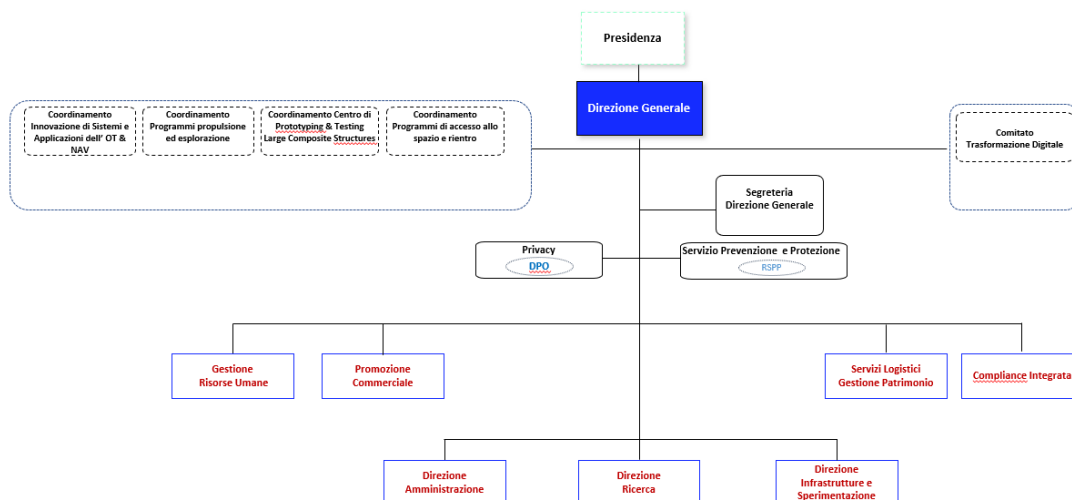 Presidenza
Direzione Generale
Coordinamento
Innovazione di Sistemi e
Applicazioni dell' OT &
NAV
Coordinamento
Programmi propulsione
ed esplorazione
Coordinamento Centro di
Prototyping & Testing
Large Composite Structures
Coordinamento
Programmi di accesso allo
spazio e rientro
Comitato
Trasformazione Digitale
Segreteria
Direzione Generale
Privacy
DPO
Servizio Prevenzione e Protezione
RSPP
Gestione
Risorse Umane
Promozione
Commerciale
Servizi Logistici
Gestione Patrimonio
Compliance Integrata
Direzione
Amministrazione
Direzione
Ricerca
Direzione
Infrastrutture e
Sperimentazione